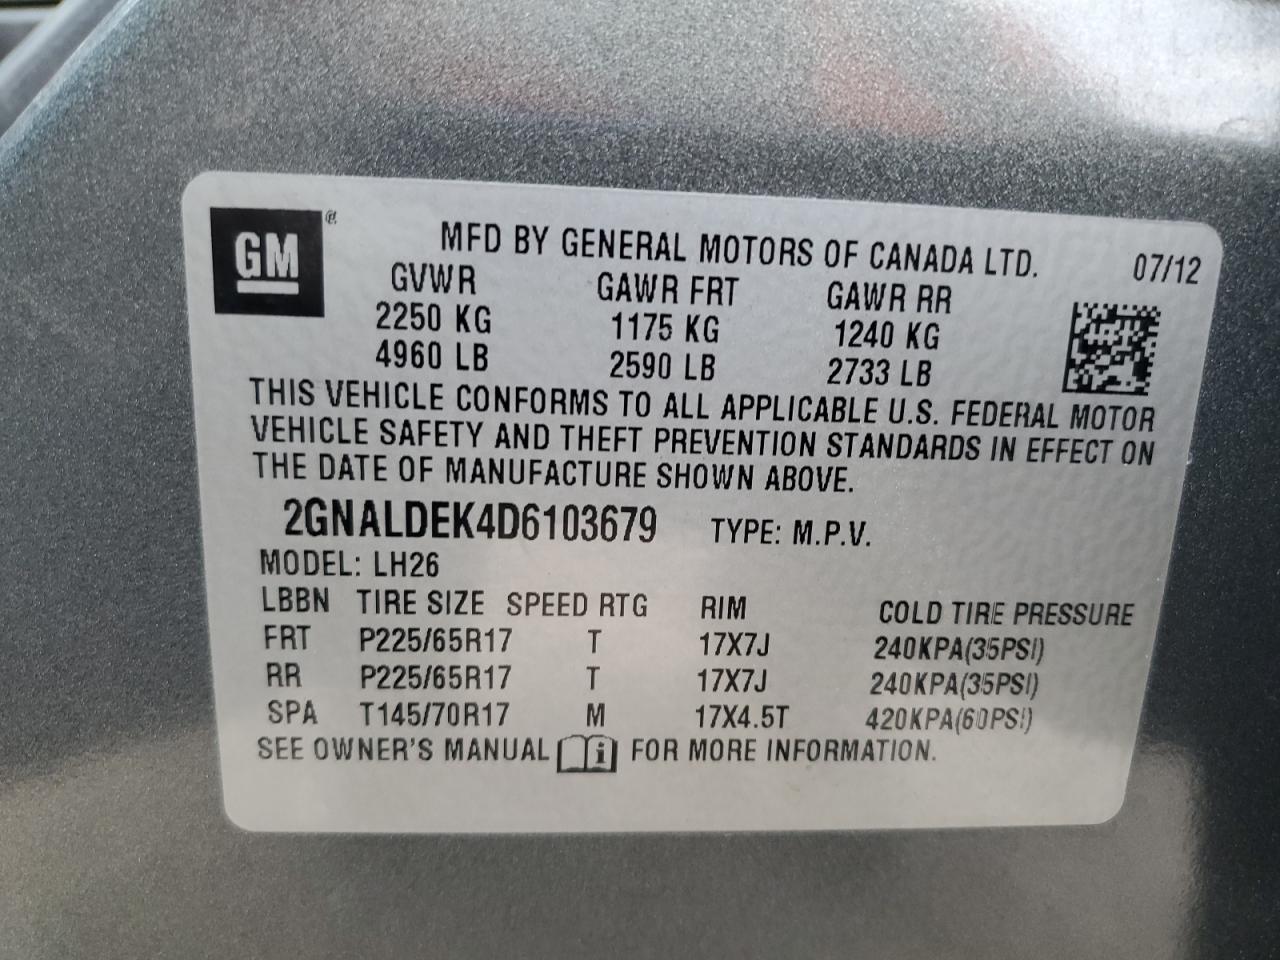 GM
MFD BY GENERAL MOTORS OF CANADA LTD. 07/12
GVWR GAWR FRT GAWR RR
2250 KG 1175 KG 1240 KG
4960 LB 2590 LB 2733 LB
THIS VEHICLE CONFORMS TO ALL APPLICABLE U.S. FEDERAL MOTOR
VEHICLE SAFETY AND THEFT PREVENTION STANDARDS IN EFFECT ON
THE DATE OF MANUFACTURE SHOWN ABOVE.
2GNALDEK4D6103679 TYPE: M.P.V.
MODEL: LH26
LBBN TIRE SIZE SPEED RTG RIM COLD TIRE PRESSURE
FRT P225/65R17 T 17X7J 240KPA(35PSI)
RR P225/65R17 T 17X7J 240KPA(35PSI)
SPA T145/70R17 M 17X4.5T 420KPA(60PSI)
SEE OWNER'S MANUAL i FOR MORE INFORMATION.